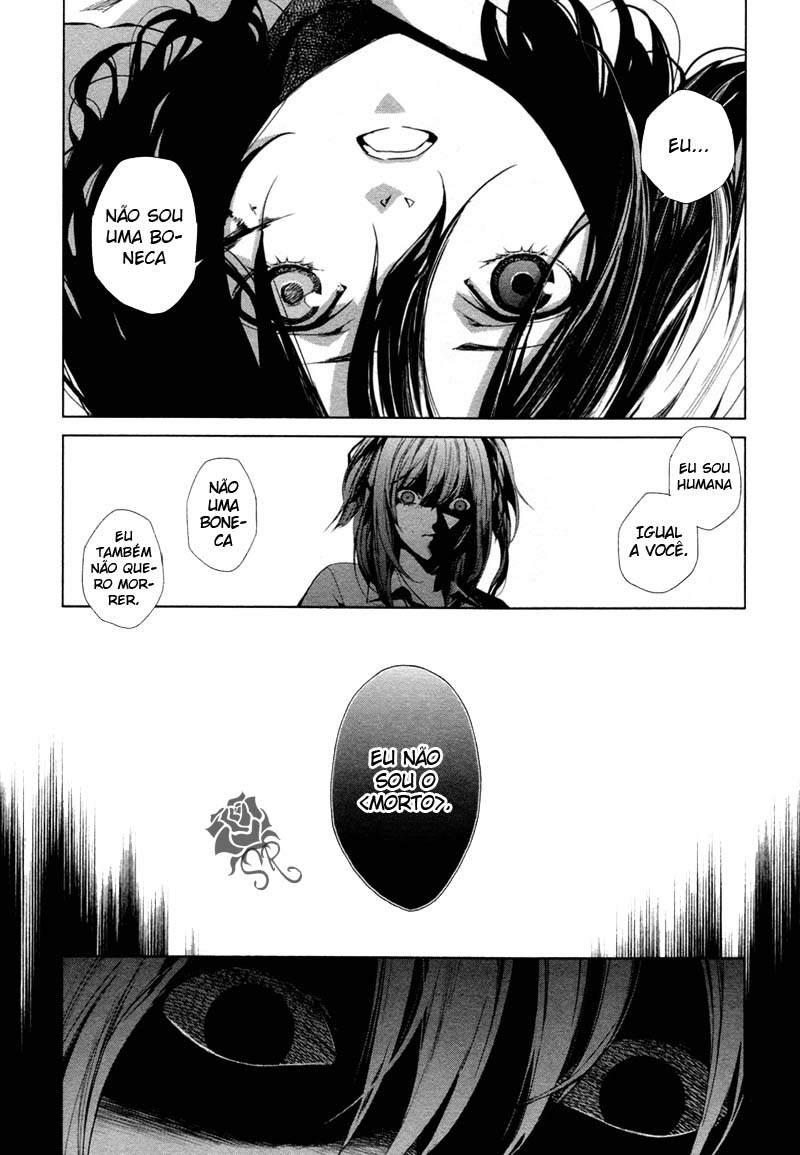 EU...
NÃO SOU
UMA BO-
NECA
EU SOU
HUMANA
IGUAL
A VOCÊ.
NÃO
UMA
BONE-
CA
EU
TAMBÉM
NÃO QUE-
RO MOR-
RER.
EU NÃO
SOU O
<MORTO>.
SR